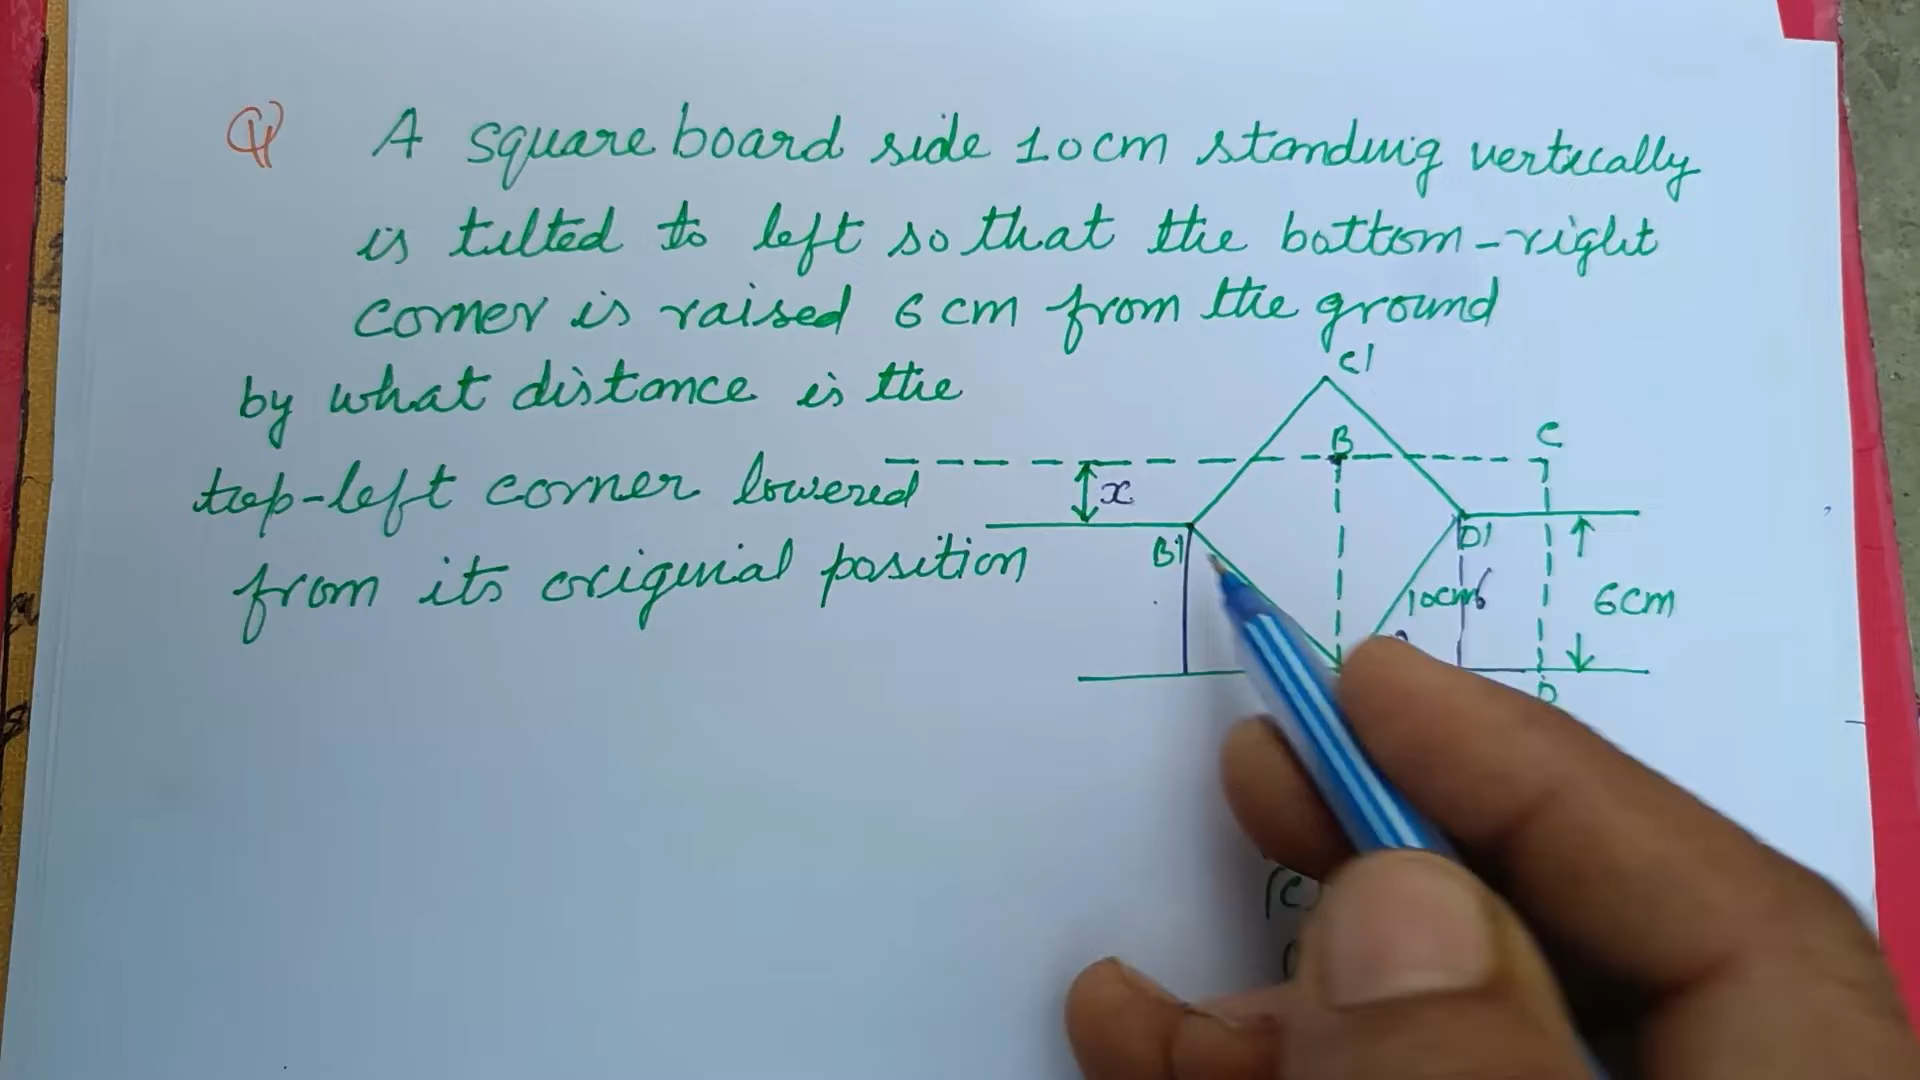 Q A square board side 10cm standing vertically
is tilted to left so that the bottom-right
corner is raised 6 cm from the ground
by what distance is the
top-left corner lowered
from its original position
C'
B
C
x
B'
D'
10cm
6
6cm
D